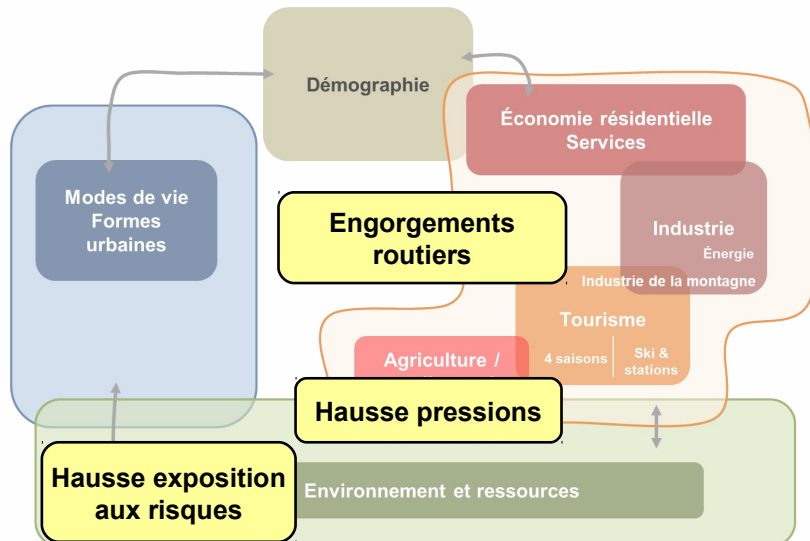 Démographie
Économie résidentielle
Services
Modes de vie
Formes
urbaines
Engorgements
routiers
Industrie
Énergie
Industrie de la montagne
Tourisme
4 saisons
Ski &
stations
Agriculture /
Hausse pressions
Hausse exposition
aux risques
Environnement et ressources